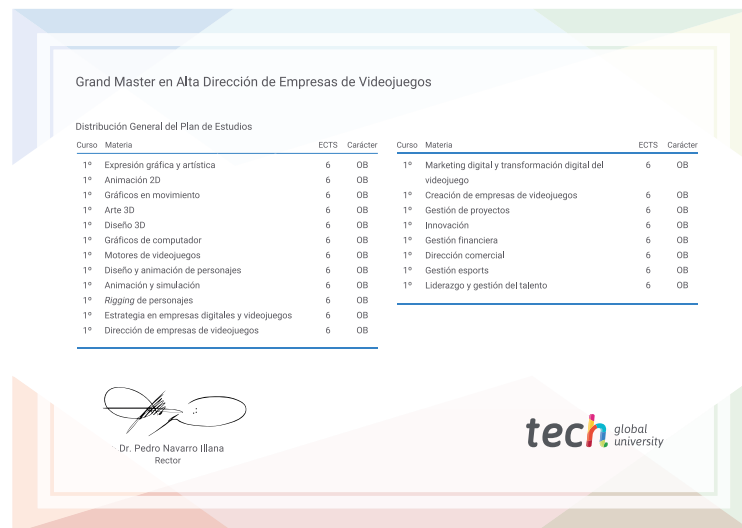 Grand Master en Alta Dirección de Empresas de Videojuegos
Distribución General del Plan de Estudios
Curso Materia ECTS Carácter
1º Expresión gráfica y artística 6 OB
1º Animación 2D 6 OB
1º Gráficos en movimiento 6 OB
1º Arte 3D 6 OB
1º Diseño 3D 6 OB
1º Gráficos de computador 6 OB
1º Motores de videojuegos 6 OB
1º Diseño y animación de personajes 6 OB
1º Animación y simulación 6 OB
1º Rigging de personajes 6 OB
1º Estrategia en empresas digitales y videojuegos 6 OB
1º Dirección de empresas de videojuegos 6 OB
Curso Materia ECTS Carácter
1º Marketing digital y transformación digital del 6 OB
videojuego
1º Creación de empresas de videojuegos 6 OB
1º Gestión de proyectos 6 OB
1º Innovación 6 OB
1º Gestión financiera 6 OB
1º Dirección comercial 6 OB
1º Gestión esports 6 OB
1º Liderazgo y gestión del talento 6 OB
Dr. Pedro Navarro Illana
Rector
tech global
university